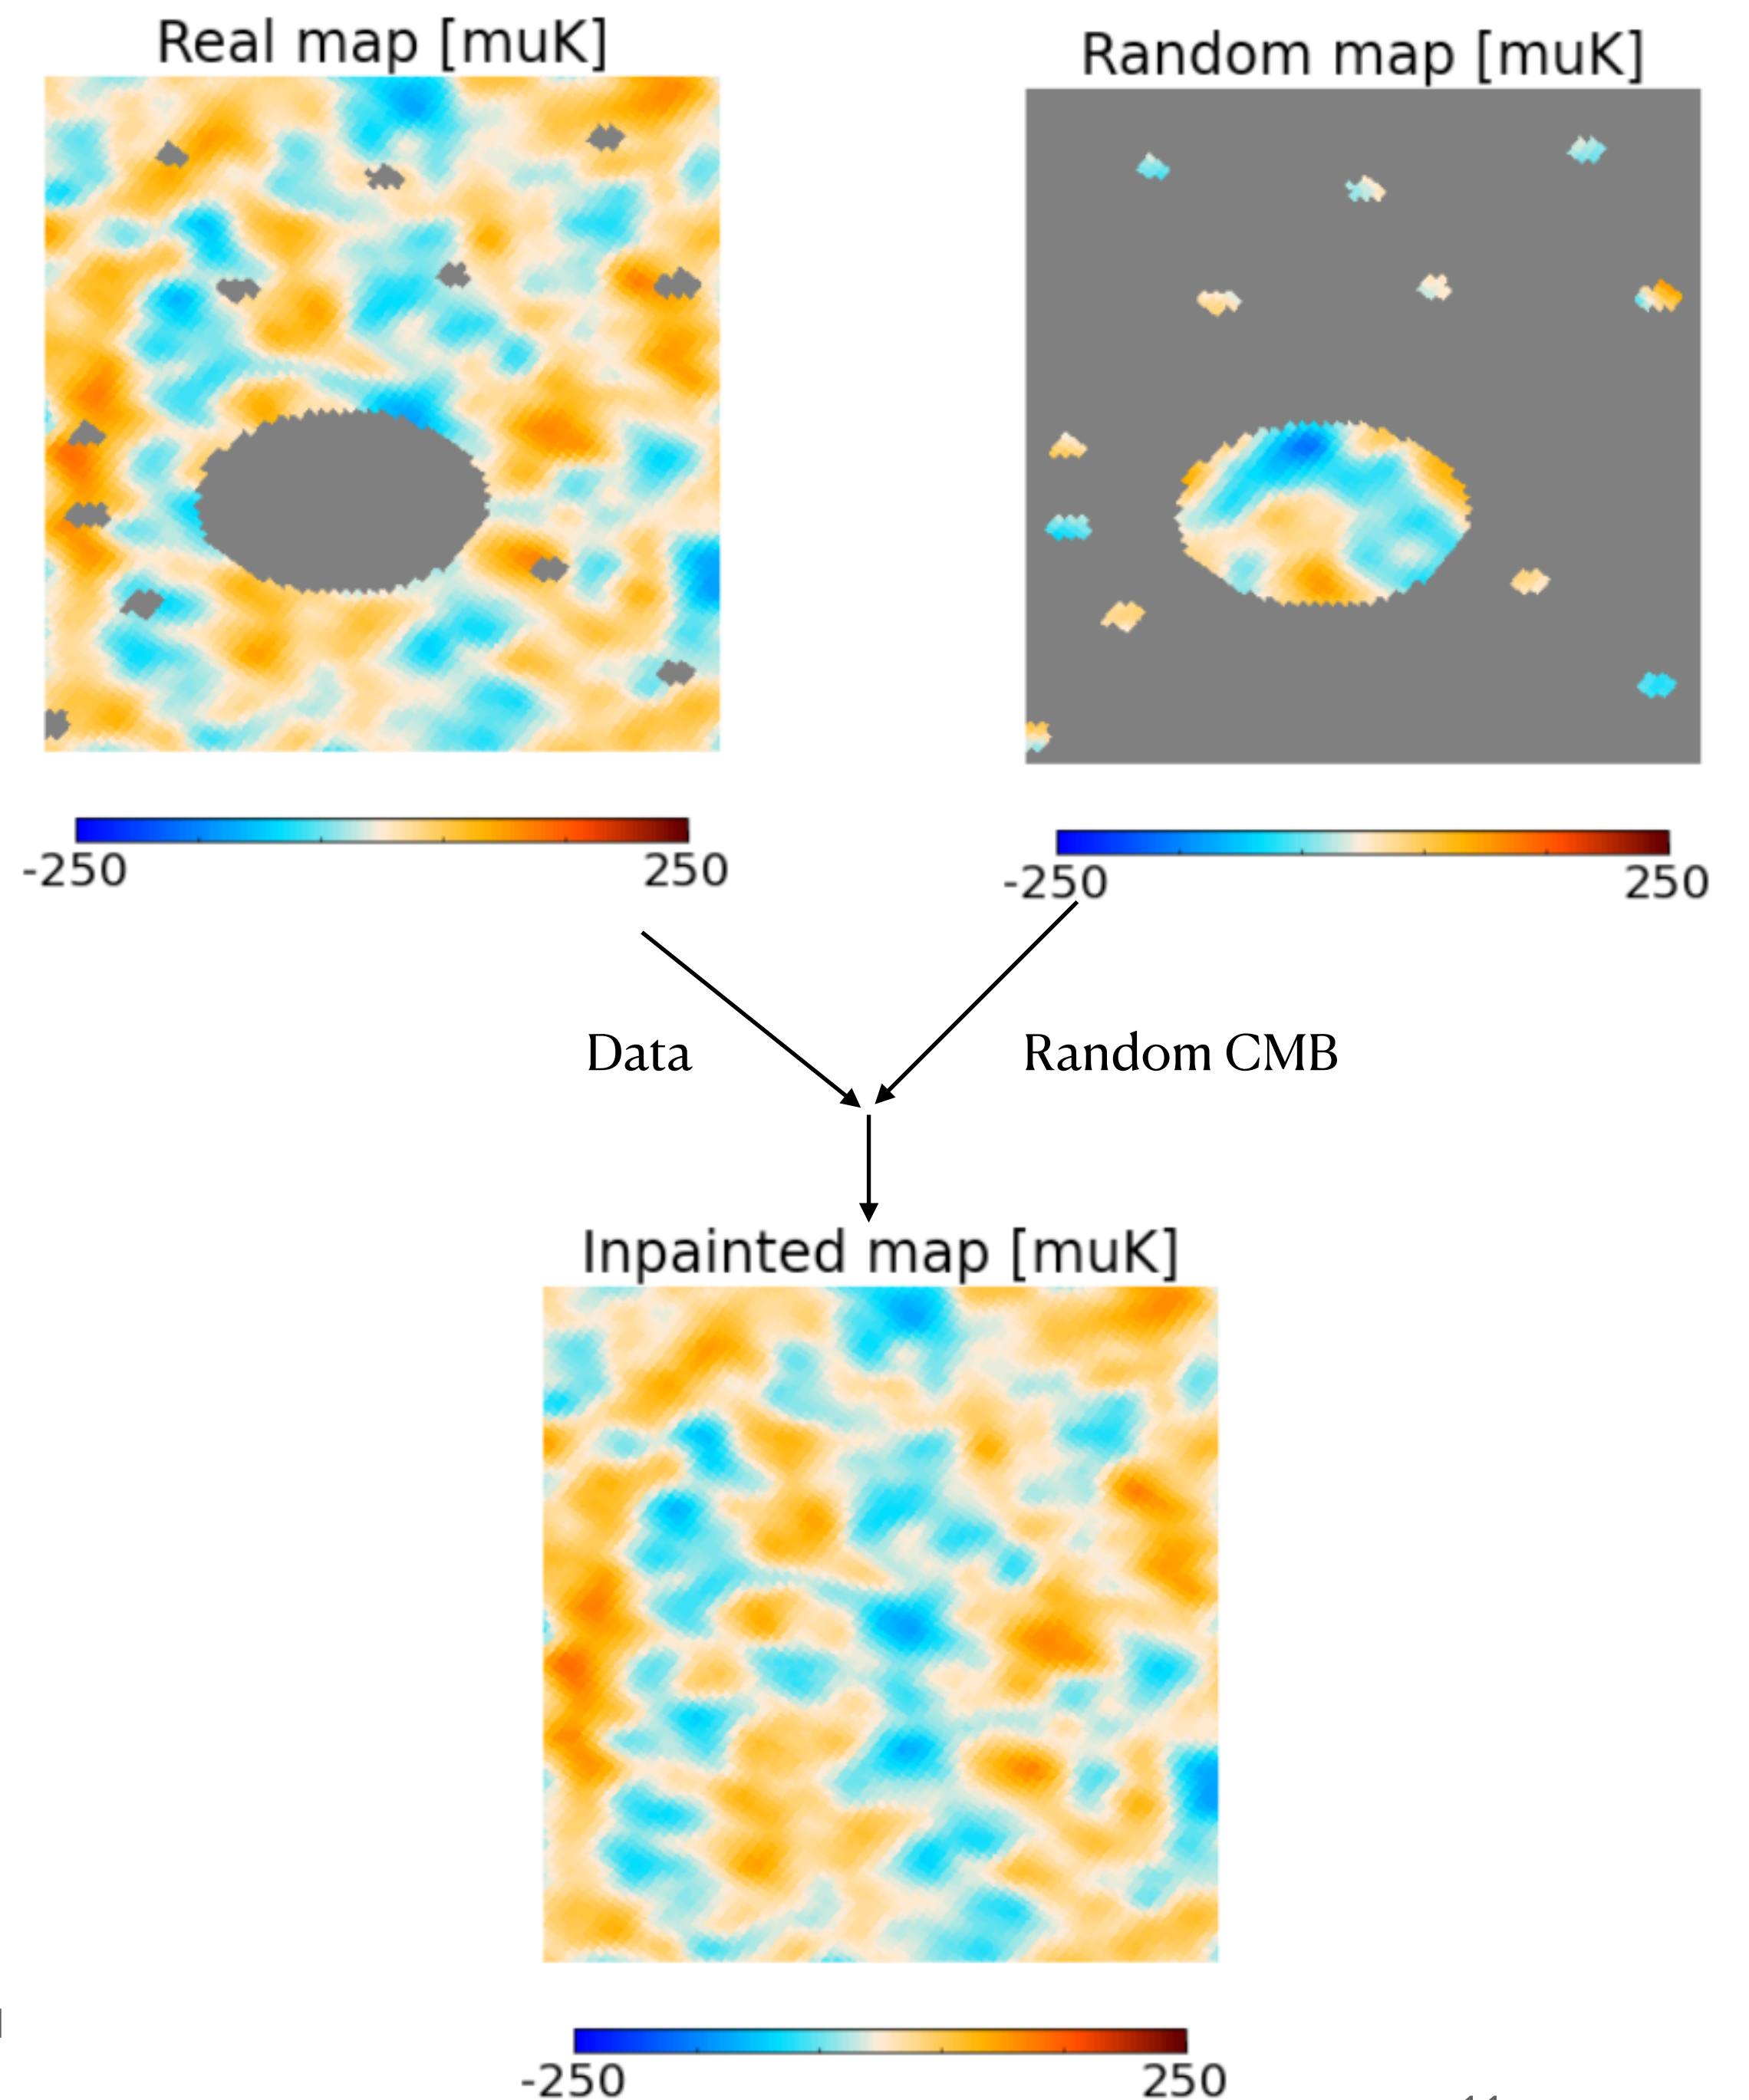 Real map [muK]
Random map [muK]
-250 250
-250 250
Data
Random CMB
Inpainted map [muK]
-250 250